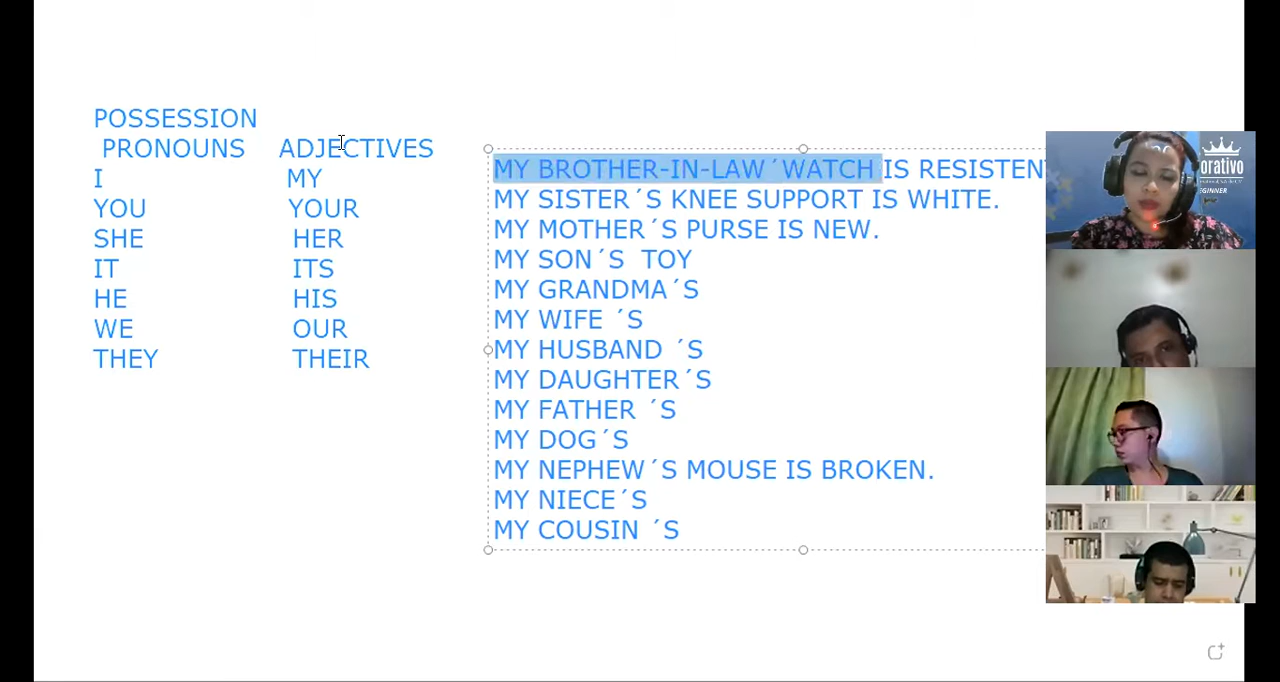 POSSESSION
PRONOUNS ADJECTIVES
I MY
YOU YOUR
SHE HER
IT ITS
HE HIS
WE OUR
THEY THEIR
MY BROTHER-IN-LAW´WATCH IS RESISTENT
MY SISTER´S KNEE SUPPORT IS WHITE.
MY MOTHER´S PURSE IS NEW.
MY SON´S TOY
MY GRANDMA´S
MY WIFE ´S
MY HUSBAND ´S
MY DAUGHTER´S
MY FATHER ´S
MY DOG´S
MY NEPHEW´S MOUSE IS BROKEN.
MY NIECE´S
MY COUSIN ´S
orativo